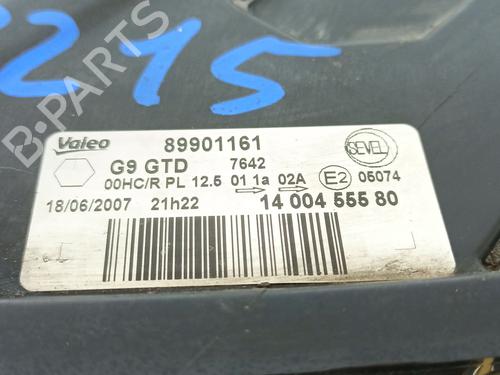 215
B-PARTS
Valeo 89901161 SEVEL
G9 GTD 7642
00HC/R PL 12.5 01 1a 02A E2 05074
18/06/2007 21h22 14 004 555 80